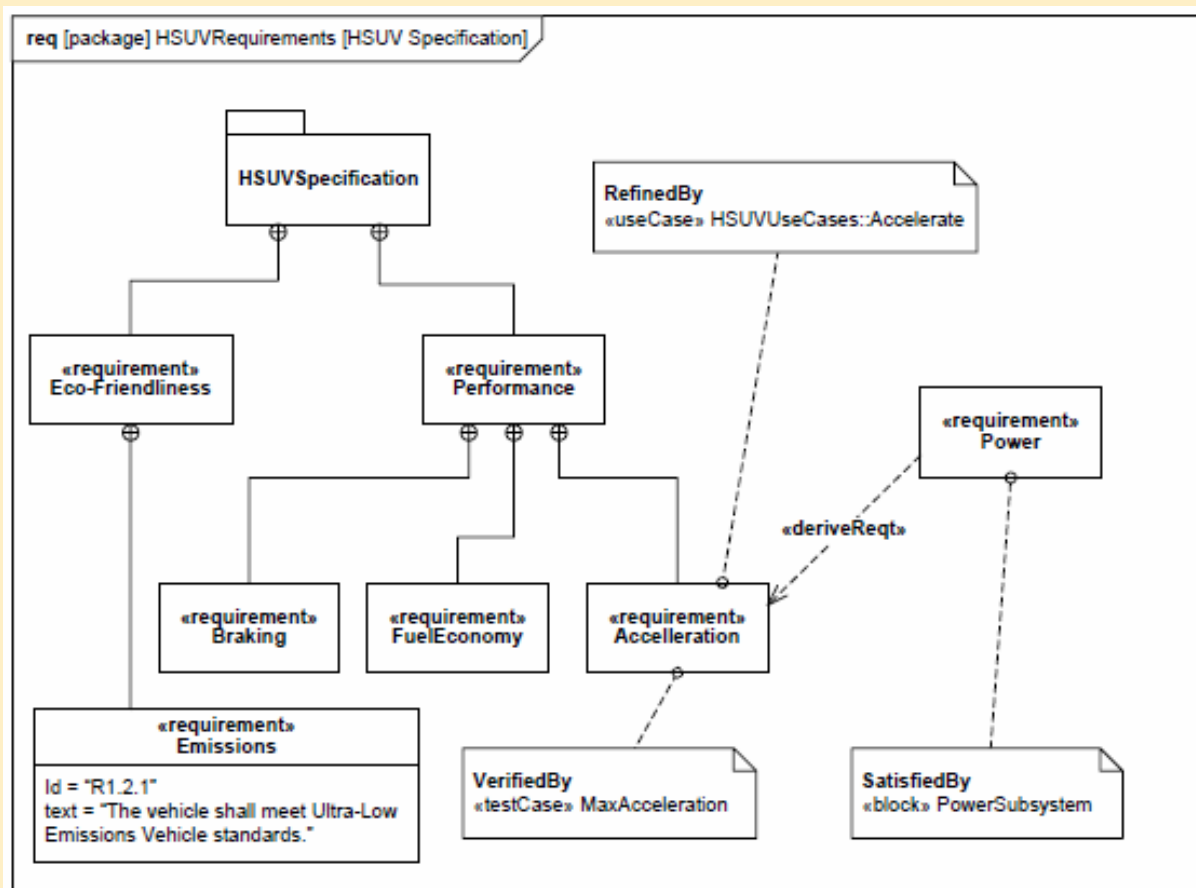 req [package] HSUVRequirements [HSUV Specification]
HSUVSpecification
RefinedBy
«useCase» HSUVUseCases::Accelerate
«requirement»
Eco-Friendliness
«requirement»
Performance
«requirement»
Power
«deriveReqt»
«requirement»
Braking
«requirement»
FuelEconomy
«requirement»
Accelleration
«requirement»
Emissions
Id = "R1.2.1"
text = "The vehicle shall meet Ultra-Low
Emissions Vehicle standards."
VerifiedBy
«testCase» MaxAcceleration
SatisfiedBy
«block» PowerSubsystem